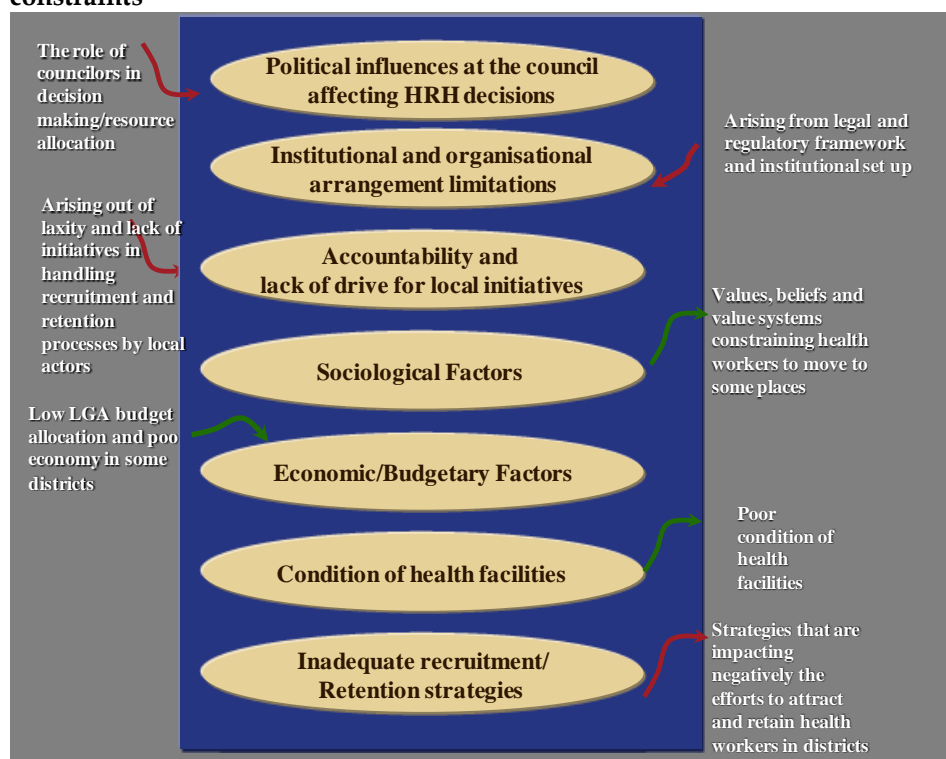 constraints
The role of
councilors in
decision
making/resource
allocation
Political influences at the council
affecting HRH decisions
Institutional and organisational
arrangement limitations
Arising from legal and
regulatory framework
and institutional set up
Arising out of
laxity and lack of
initiatives in
handling
recruitment and
retention
processes by local
actors
Accountability and
lack of drive for local initiatives
Sociological Factors
Values, beliefs and
value systems
constraining health
workers to move to
some places
Low LGA budget
allocation and poo
economy in some
districts
Economic/Budgetary Factors
Condition of health facilities
Poor
condition of
health
facilities
Inadequate recruitment/
Retention strategies
Strategies that are
impacting
negatively the
efforts to attract
and retain health
workers in districts